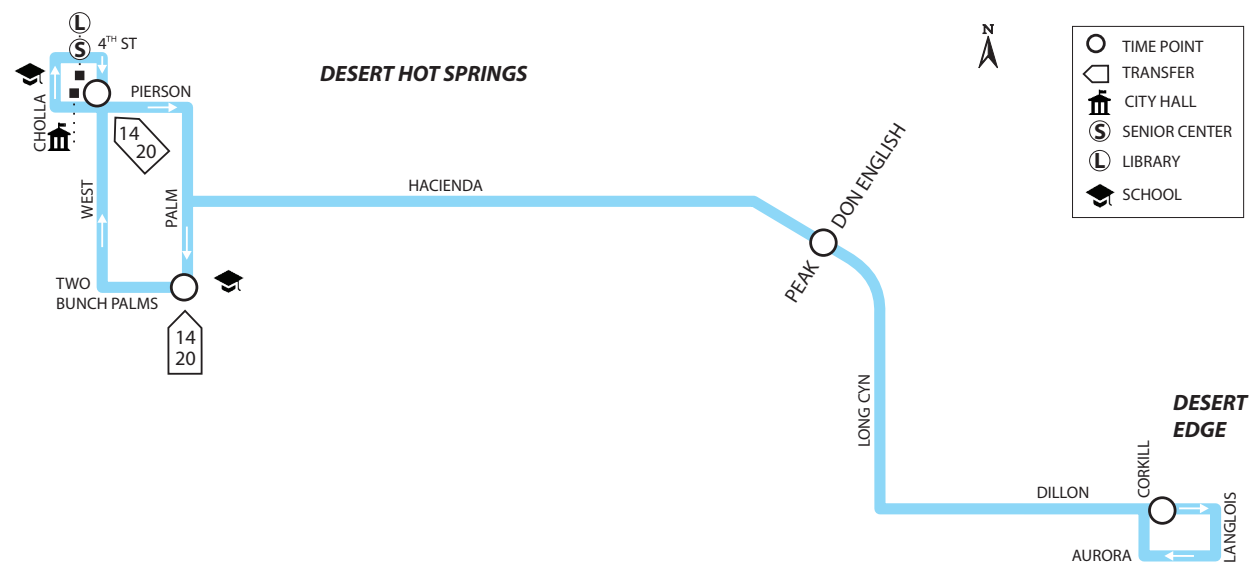 L
S
4TH ST
DESERT HOT SPRINGS
N
TIME POINT
TRANSFER
CITY HALL
S SENIOR CENTER
L LIBRARY
SCHOOL
PIERSON
CHOLLA
14
20
WEST
PALM
HACIENDA
DON ENGLISH
PEAK
TWO
BUNCH PALMS
14
20
LONG CYN
DESERT
EDGE
CORKILL
DILLON
LANGLOIS
AURORA